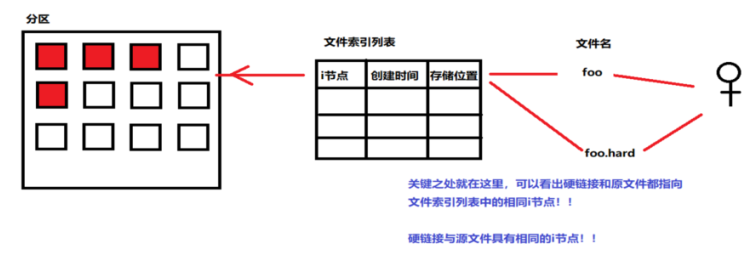 分区
文件索引列表
文件名
i节点 创建时间 存储位置
foo
foo.hard
关键之处就在这里，可以看出硬链接和原文件都指向
文件索引列表中的相同i节点！！
硬链接与源文件具有相同的i节点！！